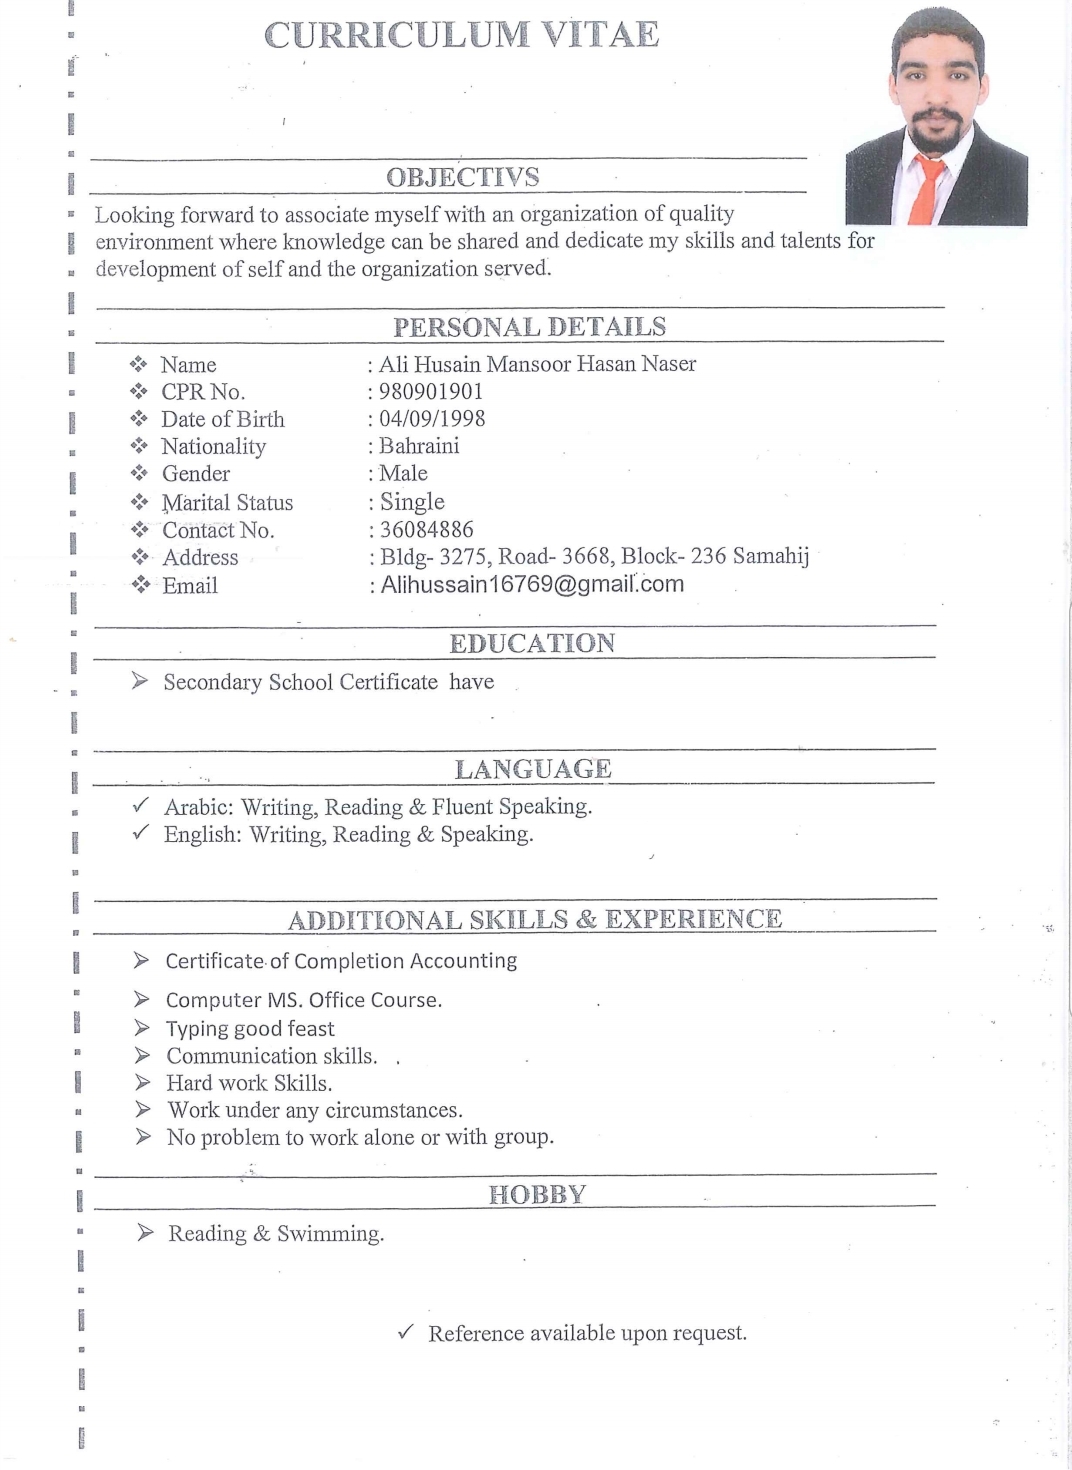 CURRICULUM VITAE
OBJECTIVS
Looking forward to associate myself with an organization of quality
environment where knowledge can be shared and dedicate my skills and talents for
development of self and the organization served.
PERSONAL DETAILS
Name : Ali Husain Mansoor Hasan Naser
CPR No. : 980901901
Date of Birth : 04/09/1998
Nationality : Bahraini
Gender : Male
Marital Status : Single
Contact No. : 36084886
Address : Bldg- 3275, Road- 3668, Block- 236 Samahij
Email : Alihussain16769@gmail.com
EDUCATION
Secondary School Certificate have
LANGUAGE
Arabic: Writing, Reading & Fluent Speaking.
English: Writing, Reading & Speaking.
ADDITIONAL SKILLS & EXPERIENCE
Certificate of Completion Accounting
Computer MS. Office Course.
Typing good feast
Communication skills.
Hard work Skills.
Work under any circumstances.
No problem to work alone or with group.
HOBBY
Reading & Swimming.
Reference available upon request.